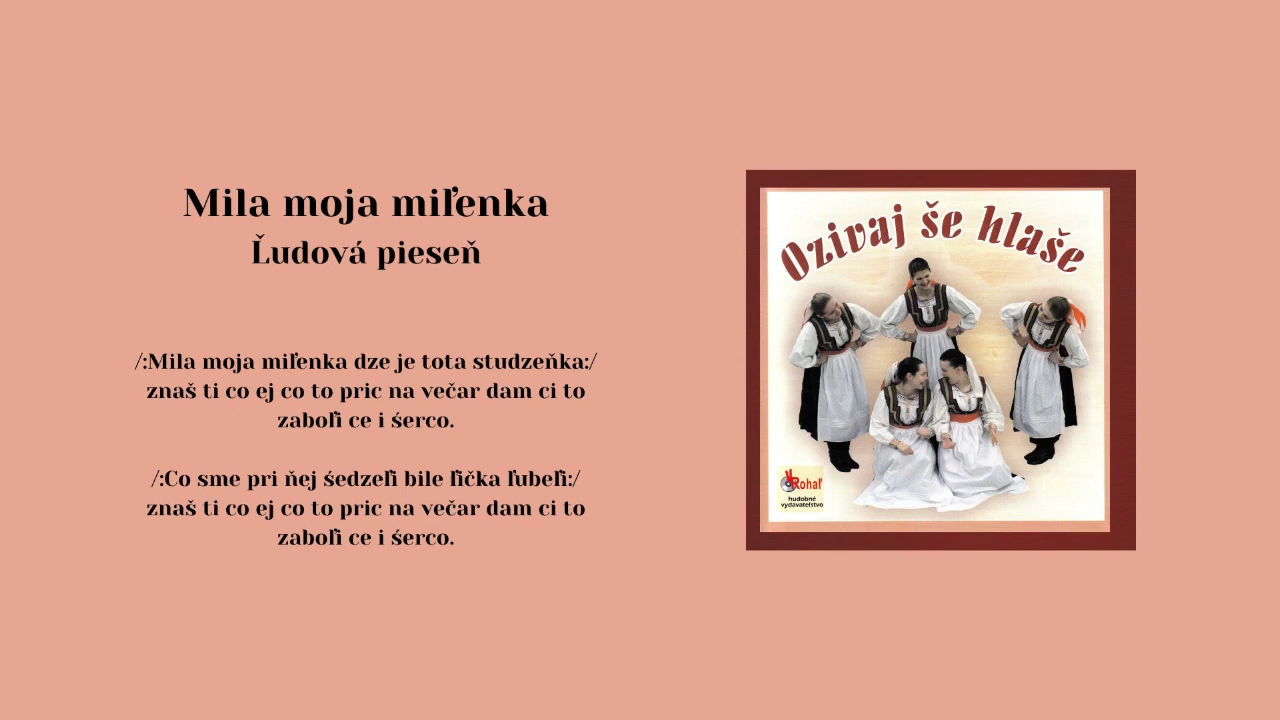 Mila moja miľenka
Ľudová pieseň
/:Mila moja miľenka dze je tota studzeňka:/
znaš ti co ej co to pric na večar dam ci to
zaboľi ce i śerco.
/:Co sme pri ňej śedzeľi bile ľička ľubeľi:/
znaš ti co ej co to pric na večar dam ci to
zaboľi ce i śerco.
Ozivaj še hlaše
VRohaľ
hudobné
vydavateľstvo